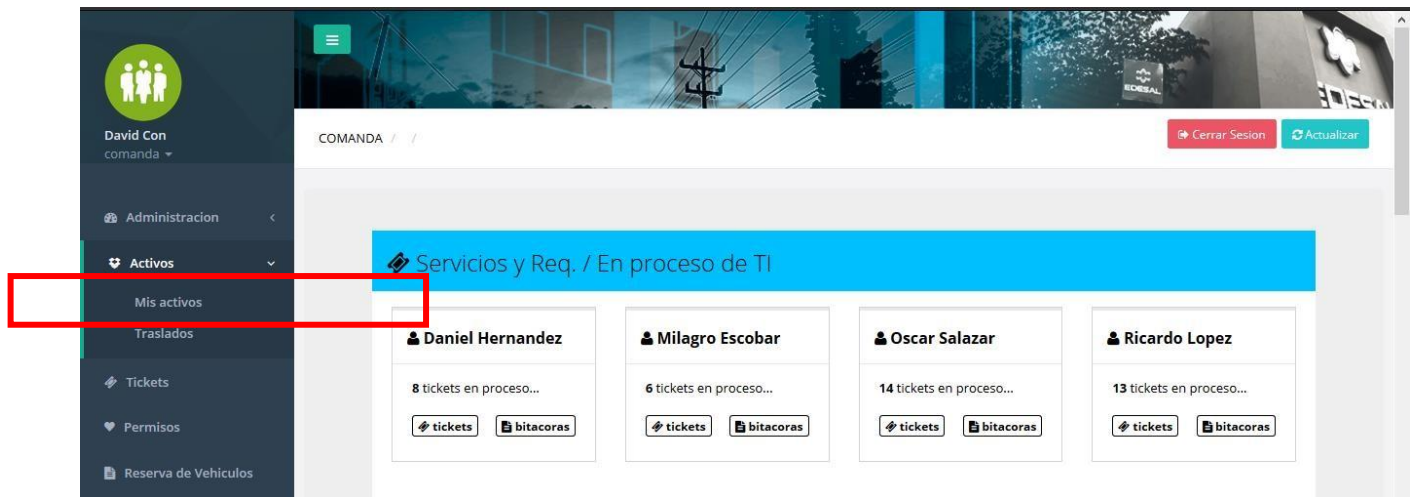 EDESAL
EDESAL
David Con
comanda
COMANDA / /
Cerrar Sesion
Actualizar
Administracion
Activos
Mis activos
Traslados
Tickets
Permisos
Reserva de Vehiculos
Servicios y Req. / En proceso de TI
Daniel Hernandez
8 tickets en proceso...
tickets bitacoras
Milagro Escobar
6 tickets en proceso...
tickets bitacoras
Oscar Salazar
14 tickets en proceso...
tickets bitacoras
Ricardo Lopez
13 tickets en proceso...
tickets bitacoras